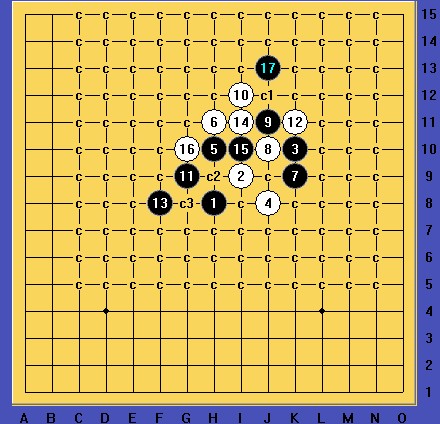 c c c c c c c c c c c c 15
c c c c c c c c c c c c 14
c c c c c c c 17 c c c c 13
c c c c c c 10 c1 c c c c 12
c c c c c 6 14 9 12 c c c 11
c c c c 16 5 15 8 3 c c c 10
c c c c 11 c2 2 c 7 c c c 9
c c c 13 c3 1 c 4 c c c c 8
c c c c c c c c c c c c 7
c c c c c c c c c c c c 6
c c c c c c c c c c c c 5
4
3
2
1
A B C D E F G H I J K L M N O